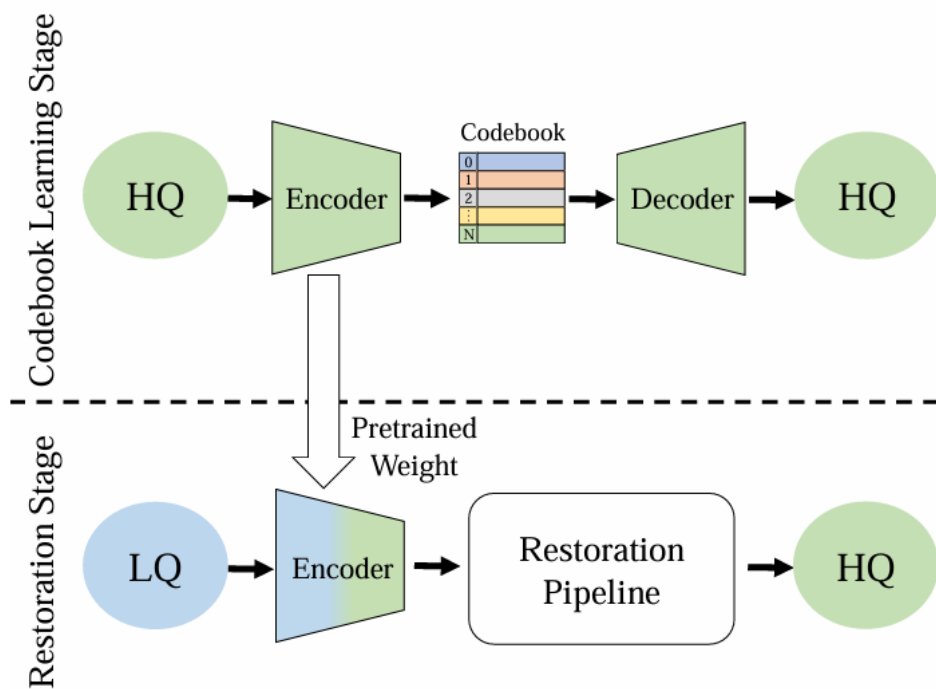 Codebook Learning Stage
HQ
Encoder
Codebook
0
1
2
⋮
N
Decoder
HQ
Pretrained
Weight
Restoration Stage
LQ
Encoder
Restoration
Pipeline
HQ